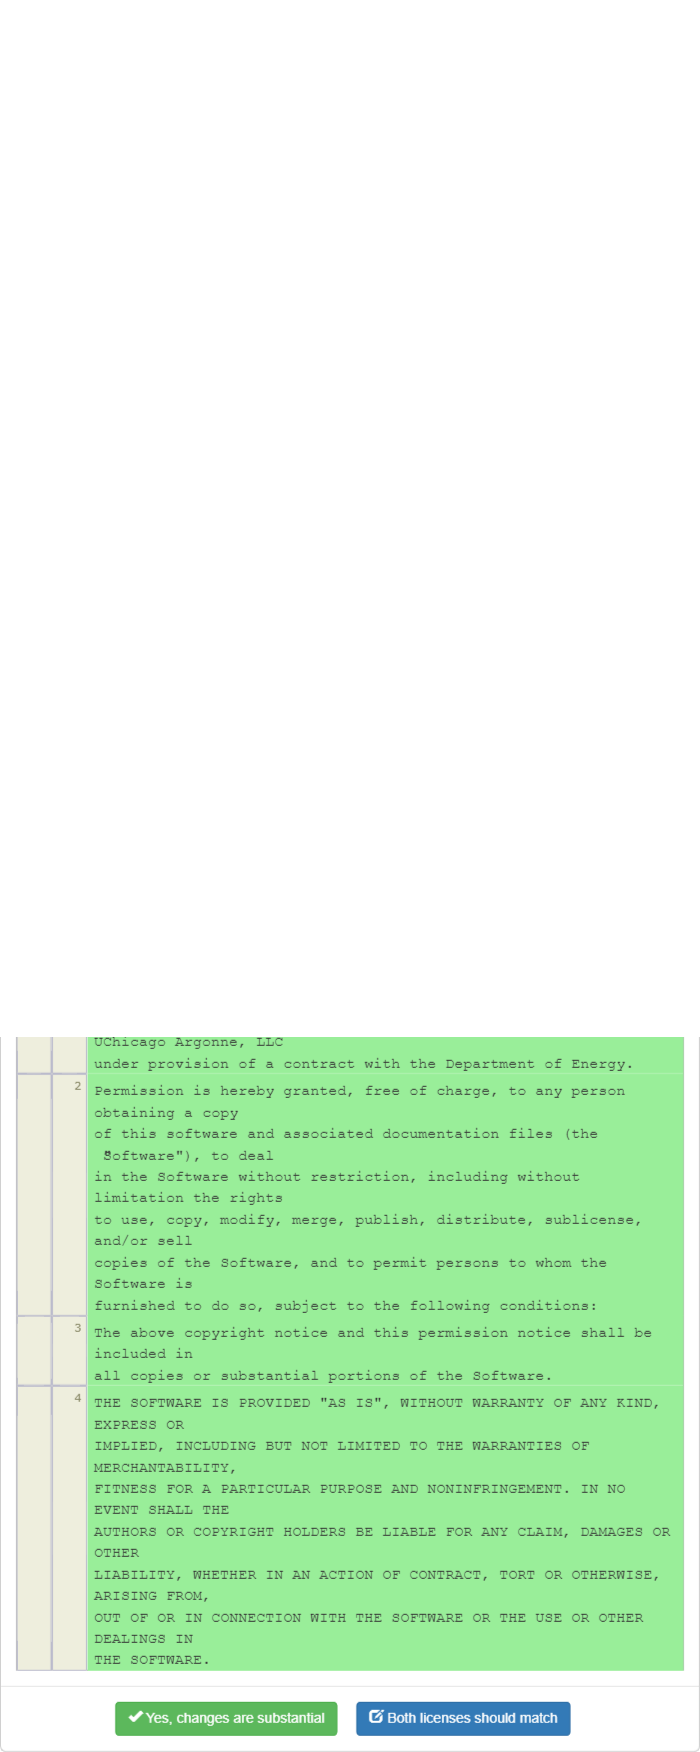 UChicago Argonne, LLC
under provision of a contract with the Department of Energy.
2
Permission is hereby granted, free of charge, to any person
obtaining a copy
of this software and associated documentation files (the
"Software"), to deal
in the Software without restriction, including without
limitation the rights
to use, copy, modify, merge, publish, distribute, sublicense,
and/or sell
copies of the Software, and to permit persons to whom the
Software is
furnished to do so, subject to the following conditions:
3
The above copyright notice and this permission notice shall be
included in
all copies or substantial portions of the Software.
4
THE SOFTWARE IS PROVIDED "AS IS", WITHOUT WARRANTY OF ANY KIND,
EXPRESS OR
IMPLIED, INCLUDING BUT NOT LIMITED TO THE WARRANTIES OF
MERCHANTABILITY,
FITNESS FOR A PARTICULAR PURPOSE AND NONINFRINGEMENT. IN NO
EVENT SHALL THE
AUTHORS OR COPYRIGHT HOLDERS BE LIABLE FOR ANY CLAIM, DAMAGES OR
OTHER
LIABILITY, WHETHER IN AN ACTION OF CONTRACT, TORT OR OTHERWISE,
ARISING FROM,
OUT OF OR IN CONNECTION WITH THE SOFTWARE OR THE USE OR OTHER
DEALINGS IN
THE SOFTWARE.
Yes, changes are substantial
Both licenses should match